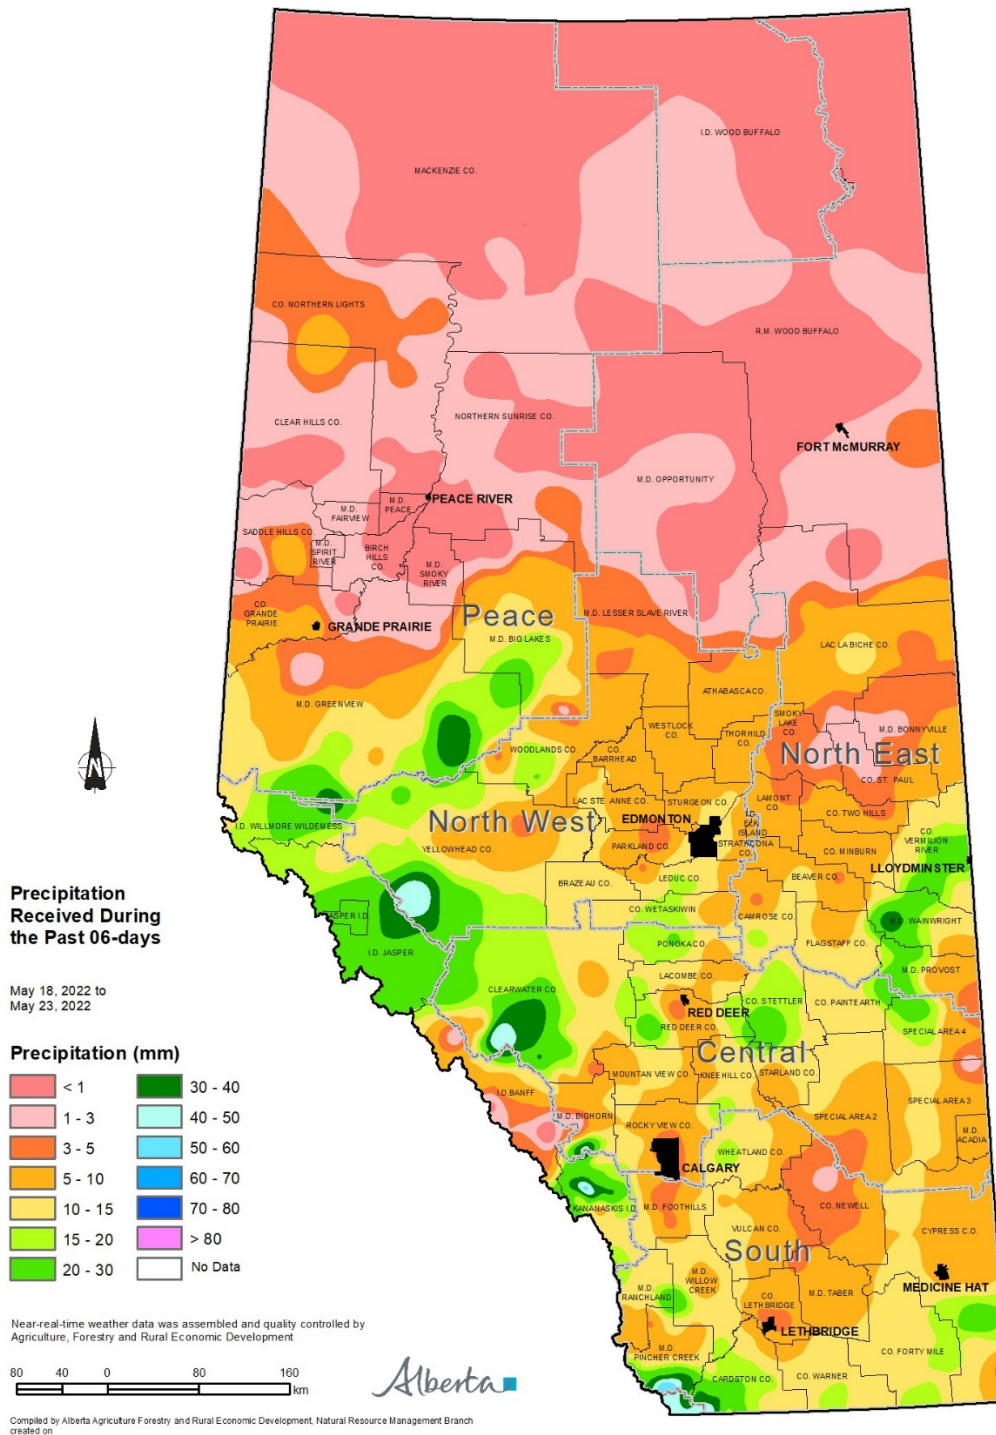 MACKENZIE CO.
I.D. WOOD BUFFALO
CO. NORTHERN LIGHTS
R.M. WOOD BUFFALO
CLEAR HILLS CO.
NORTHERN SUNRISE CO.
FORT McMURRAY
M.D. OPPORTUNITY
PEACE RIVER
M.D.
PEACE
M.D.
FAIRVIEW
SADDLE HILLS CO.
M.D.
SPIRIT
RIVER
BIRCH
HILLS
CO.
M.D.
SMOKY
RIVER
CO.
GRANDE
PRAIRIE
GRANDE PRAIRIE
Peace
M.D. LESSER SLAVE RIVER
M.D. BIG LAKES
LAC LA BICHE CO.
M.D. GREENVIEW
ATHABASCA CO.
WOODLANDS CO.
WESTLOCK
CO.
CO.
BARRHEAD
THORHILD
CO.
SMOKY
LAKE
CO.
M.D. BONNYVILLE
North East
CO. ST. PAUL
N
I.D. WILLMORE WILDERNESS
North West
LAC STE. ANNE CO.
STURGEON CO.
LAMONT
CO.
CO. TWO HILLS
EDMONTON
I.D.
ELK
ISLAND
YELLOWHEAD CO.
PARKLAND CO.
STRATHCONA
CO.
CO. MINBURN
CO.
VERMILION
RIVER
LLOYDMINSTER
BRAZEAU CO.
LEDUC CO.
BEAVER CO.
CO. WETASKIWIN
CAMROSE CO.
M.D. WAINWRIGHT
JASPER I.D.
I.D. JASPER
PONOKA CO.
FLAGSTAFF CO.
M.D. PROVOST
LACOMBE CO.
CLEARWATER CO.
RED DEER
RED DEER CO.
CO. STETTLER
CO. PAINTEARTH
SPECIAL AREA 4
Central
MOUNTAIN VIEW CO.
KNEEHILL CO.
STARLAND CO.
I.D. BANFF
M.D. BIGHORN
ROCKY VIEW CO.
SPECIAL AREA 2
SPECIAL AREA 3
M.D.
ACADIA
CALGARY
WHEATLAND CO.
KANANASKIS I.D.
M.D. FOOTHILLS
CO. NEWELL
VULCAN CO.
South
CYPRESS C.O.
M.D.
WILLOW
CREEK
M.D.
RANCHLAND
CO.
LETHBRIDGE
M.D. TABER
MEDICINE HAT
LETHBRIDGE
M.D.
PINCHER CREEK
CO. FORTY MILE
CARDSTON CO.
CO. WARNER
Precipitation
Received During
the Past 06-days
May 18, 2022 to
May 23, 2022
Precipitation (mm)
< 1
1 - 3
3 - 5
5 - 10
10 - 15
15 - 20
20 - 30
30 - 40
40 - 50
50 - 60
60 - 70
70 - 80
> 80
No Data
Near-real-time weather data was assembled and quality controlled by
Agriculture, Forestry and Rural Economic Development
80 40 0 80 160
km
Alberta
Compiled by Alberta Agriculture Forestry and Rural Economic Development, Natural Resource Management Branch
created on